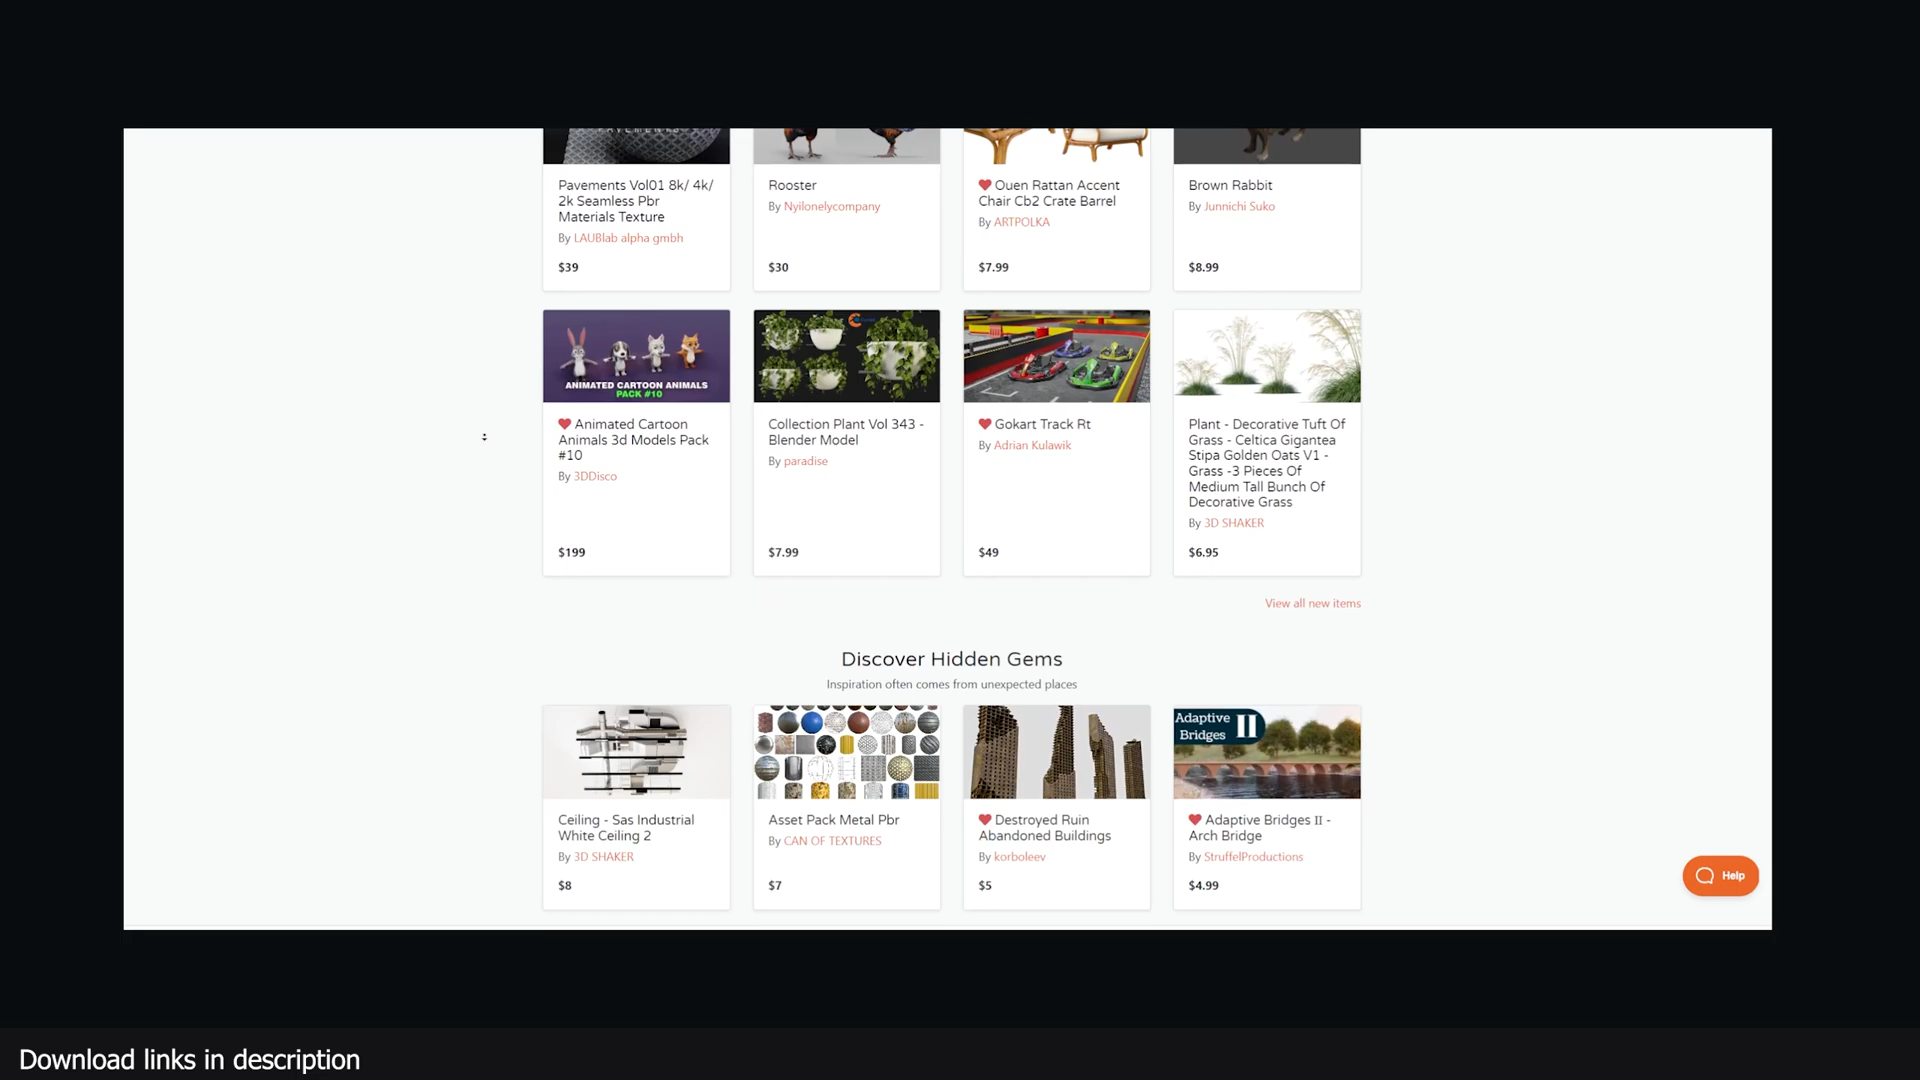 PAVEMENTS
Pavements Vol01 8k/ 4k/
2k Seamless Pbr
Materials Texture
By LAUBlab alpha gmbh
$39
Rooster
By Nyilonelycompany
$30
Ouen Rattan Accent
Chair Cb2 Crate Barrel
By ARTPOLKA
$7.99
Brown Rabbit
By Junnichi Suko
$8.99
ANIMATED CARTOON ANIMALS
PACK #10
Animated Cartoon
Animals 3d Models Pack
#10
By 3DDisco
$199
Collection Plant Vol 343 -
Blender Model
By paradise
$7.99
Gokart Track Rt
By Adrian Kulawik
$49
Plant - Decorative Tuft Of
Grass - Celtica Gigantea
Stipa Golden Oats V1 -
Grass -3 Pieces Of
Medium Tall Bunch Of
Decorative Grass
By 3D SHAKER
$6.95
View all new items
Discover Hidden Gems
Inspiration often comes from unexpected places
Ceiling - Sas Industrial
White Ceiling 2
By 3D SHAKER
$8
Asset Pack Metal Pbr
By CAN OF TEXTURES
$7
Destroyed Ruin
Abandoned Buildings
By korboleev
$5
Adaptive
Bridges II
Adaptive Bridges II -
Arch Bridge
By StruffelProductions
$4.99
Help
Download links in description